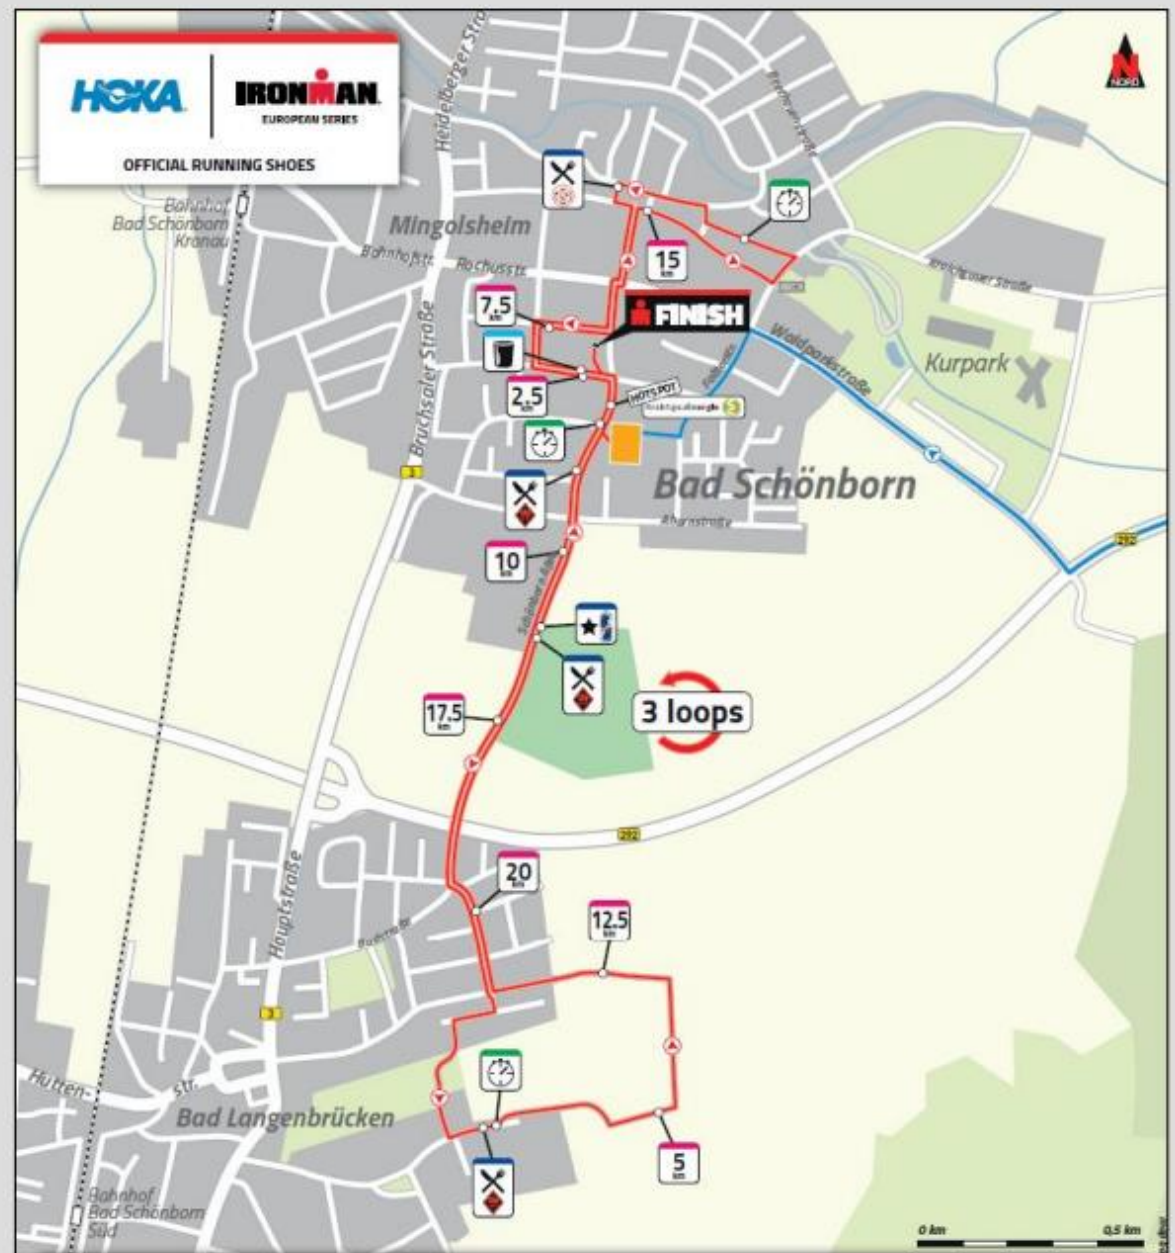 HOKA
IRONMAN
EUROPEAN SERIES
OFFICIAL RUNNING SHOES
Heidelberger Straß
N
NORD
Bahnhof
Bad Schönborn
Kronau
Mingolsheim
Bahnhofstr.
Rochusstr.
15
km
7.5
km
FINISH
Bruchsaler Straße
Waldparkstraße
Kurpark
2.5
km
HOTSPOT
3
Bad Schönborn
292
10
km
17.5
km
3 loops
292
20
km
12.5
km
Hauptstraße
3
Hutten-
str.
Bad Langenbrücken
5
km
Bahnhof
Bad Schönborn
Süd
0 km
0,5 km